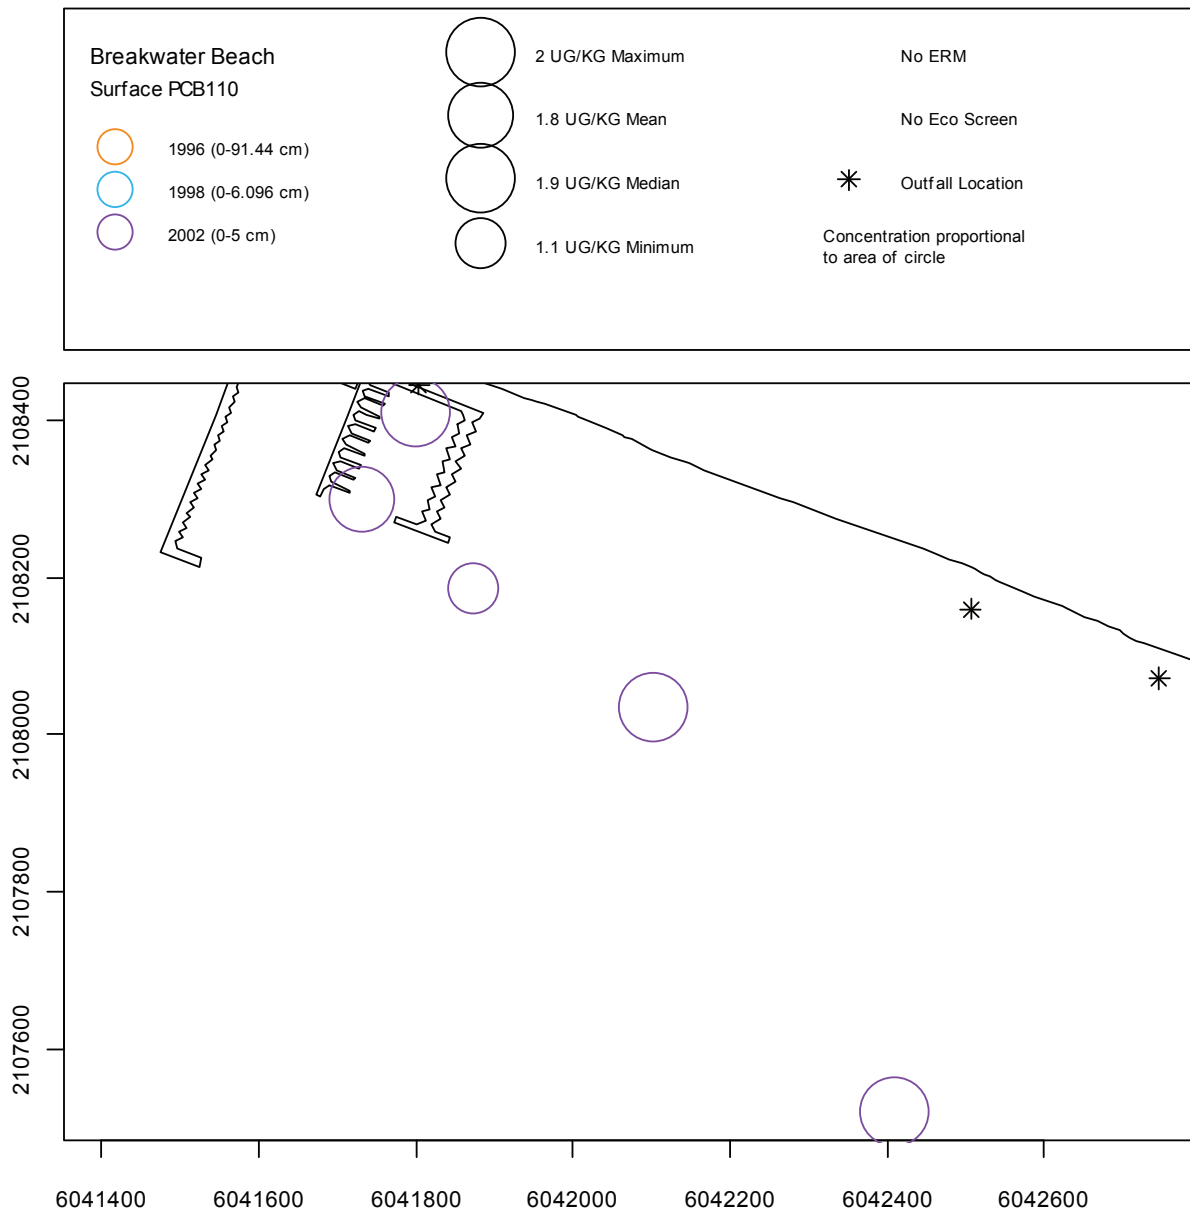 Breakwater Beach
Surface PCB110
1996 (0-91.44 cm)
1998 (0-6.096 cm)
2002 (0-5 cm)
2 UG/KG Maximum
1.8 UG/KG Mean
1.9 UG/KG Median
1.1 UG/KG Minimum
No ERM
No Eco Screen
Outfall Location
Concentration proportional
to area of circle
2108400
2108200
2108000
2107800
2107600
6041400 6041600 6041800 6042000 6042200 6042400 6042600